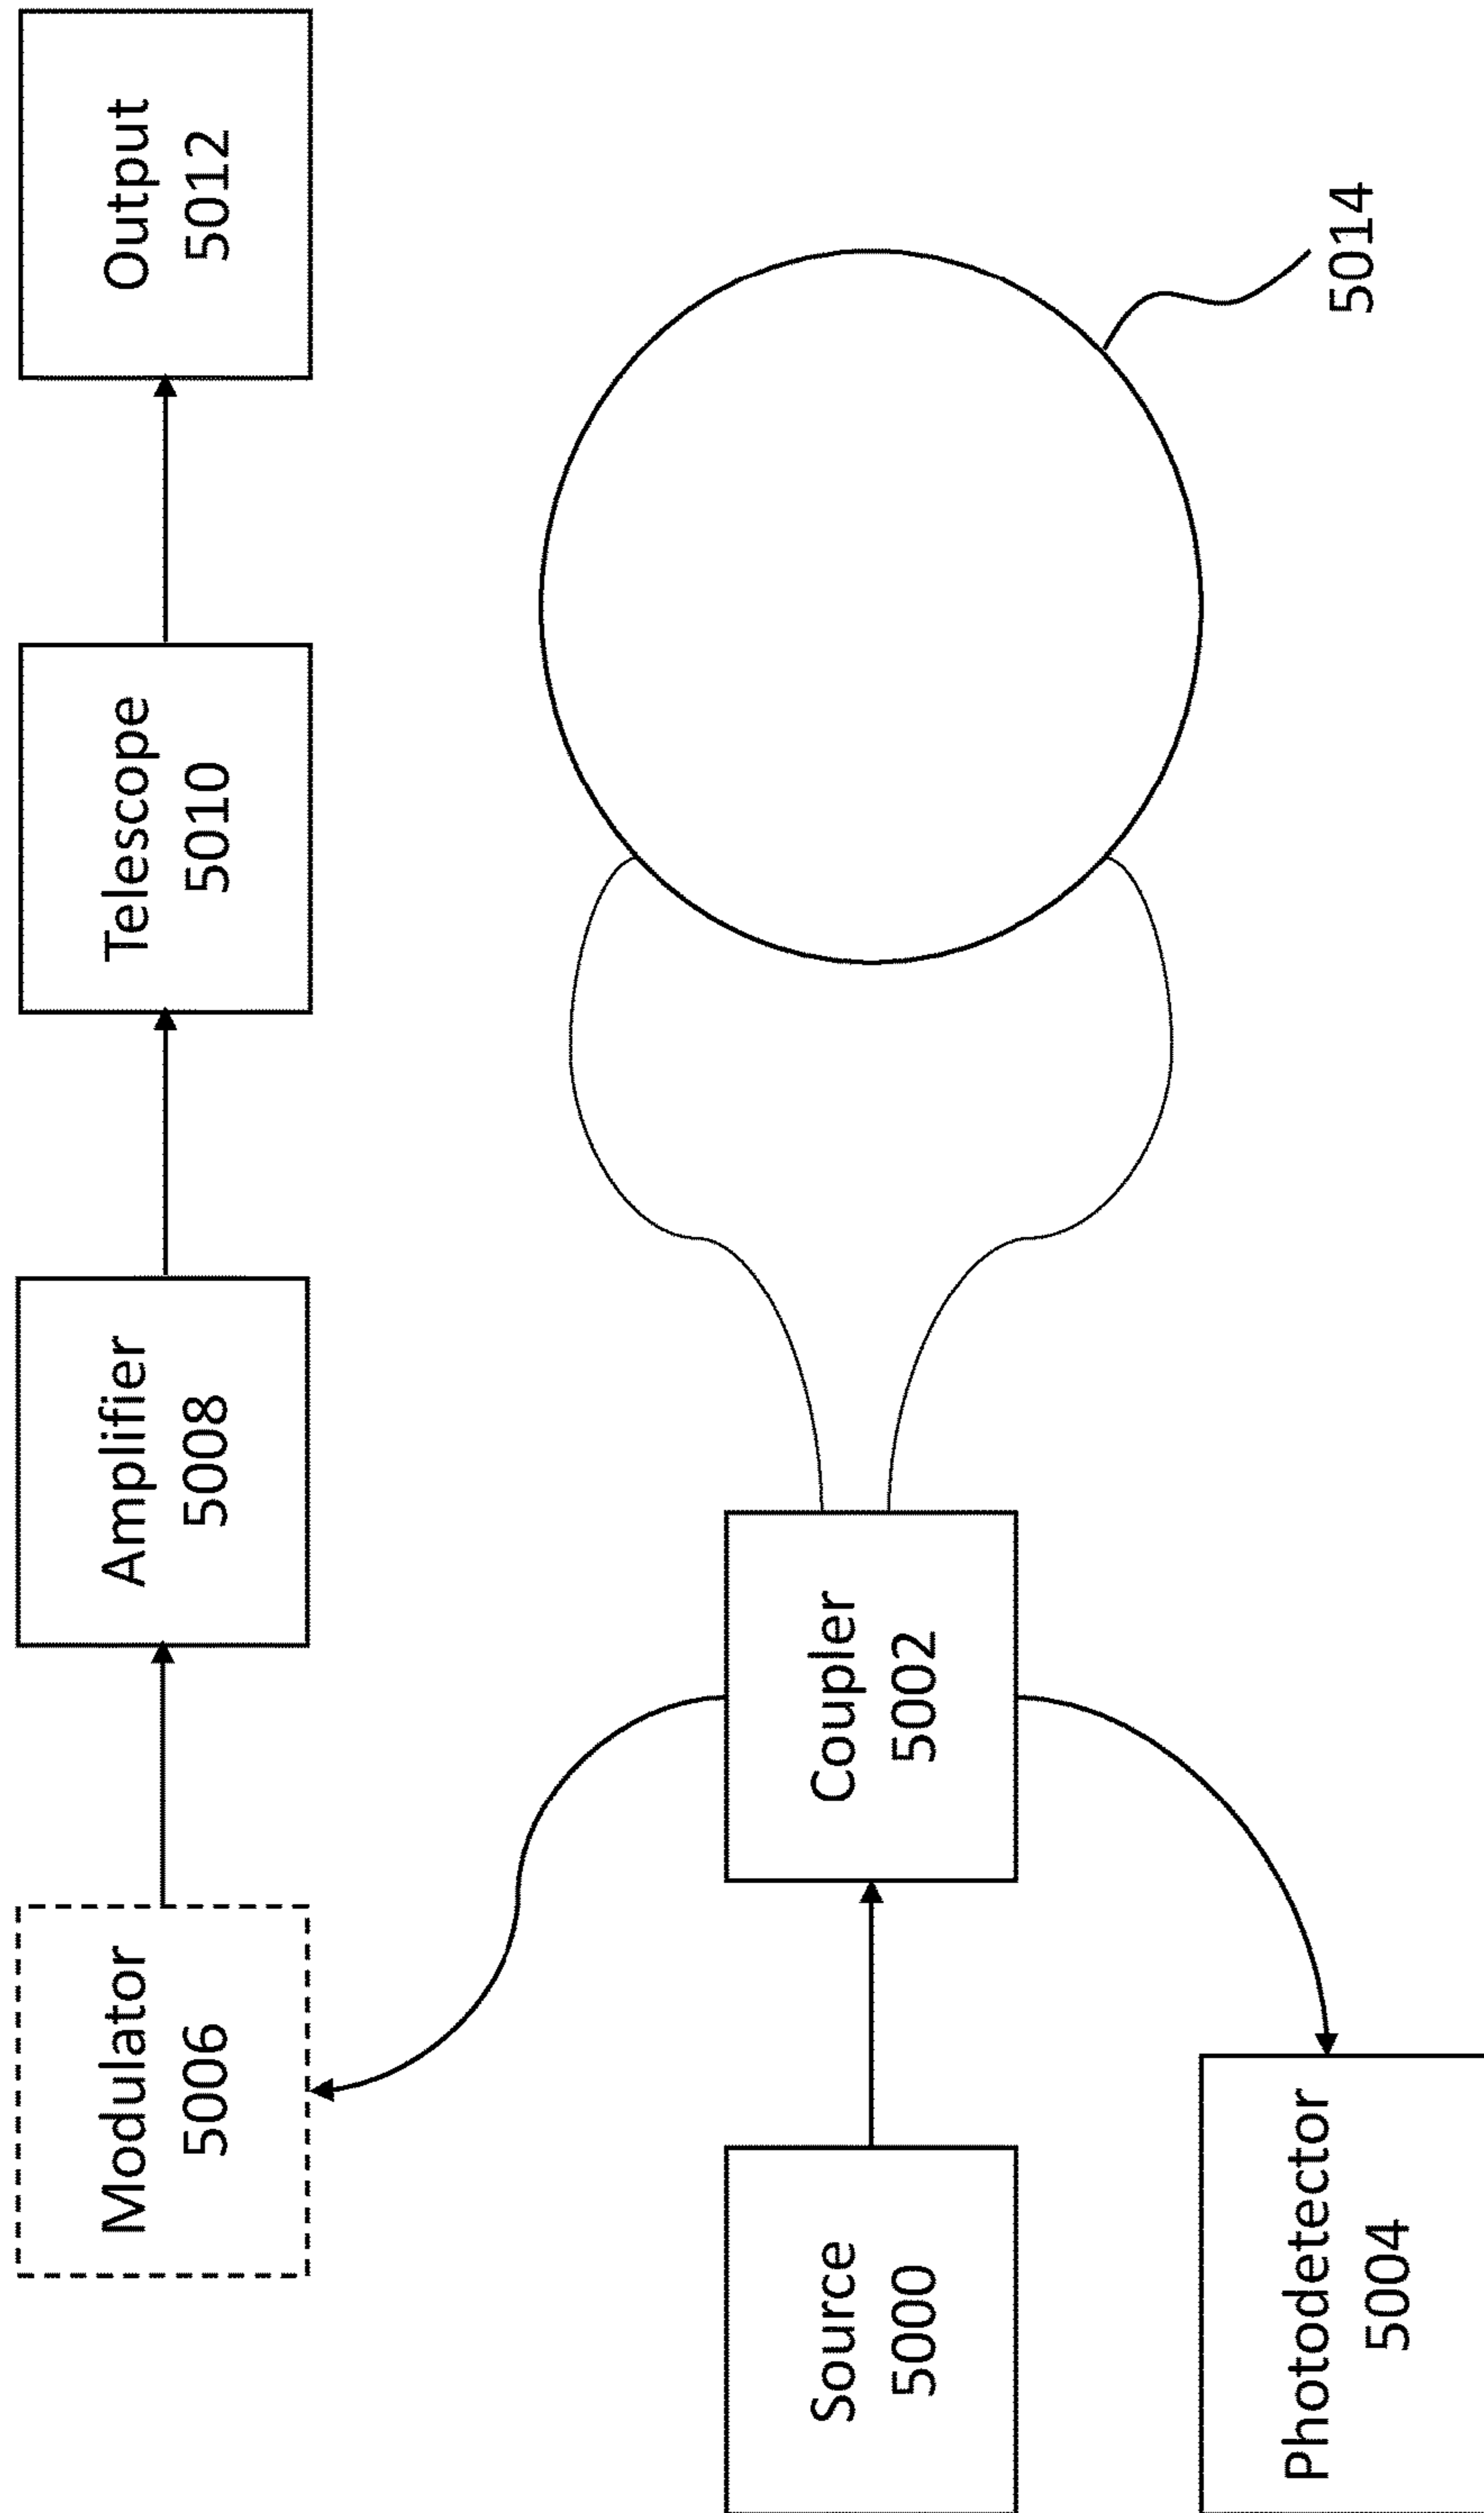 Modulator
5006
Amplifier
5008
Telescope
5010
Output
5012
Source
5000
Coupler
5002
Photodetector
5004
5014